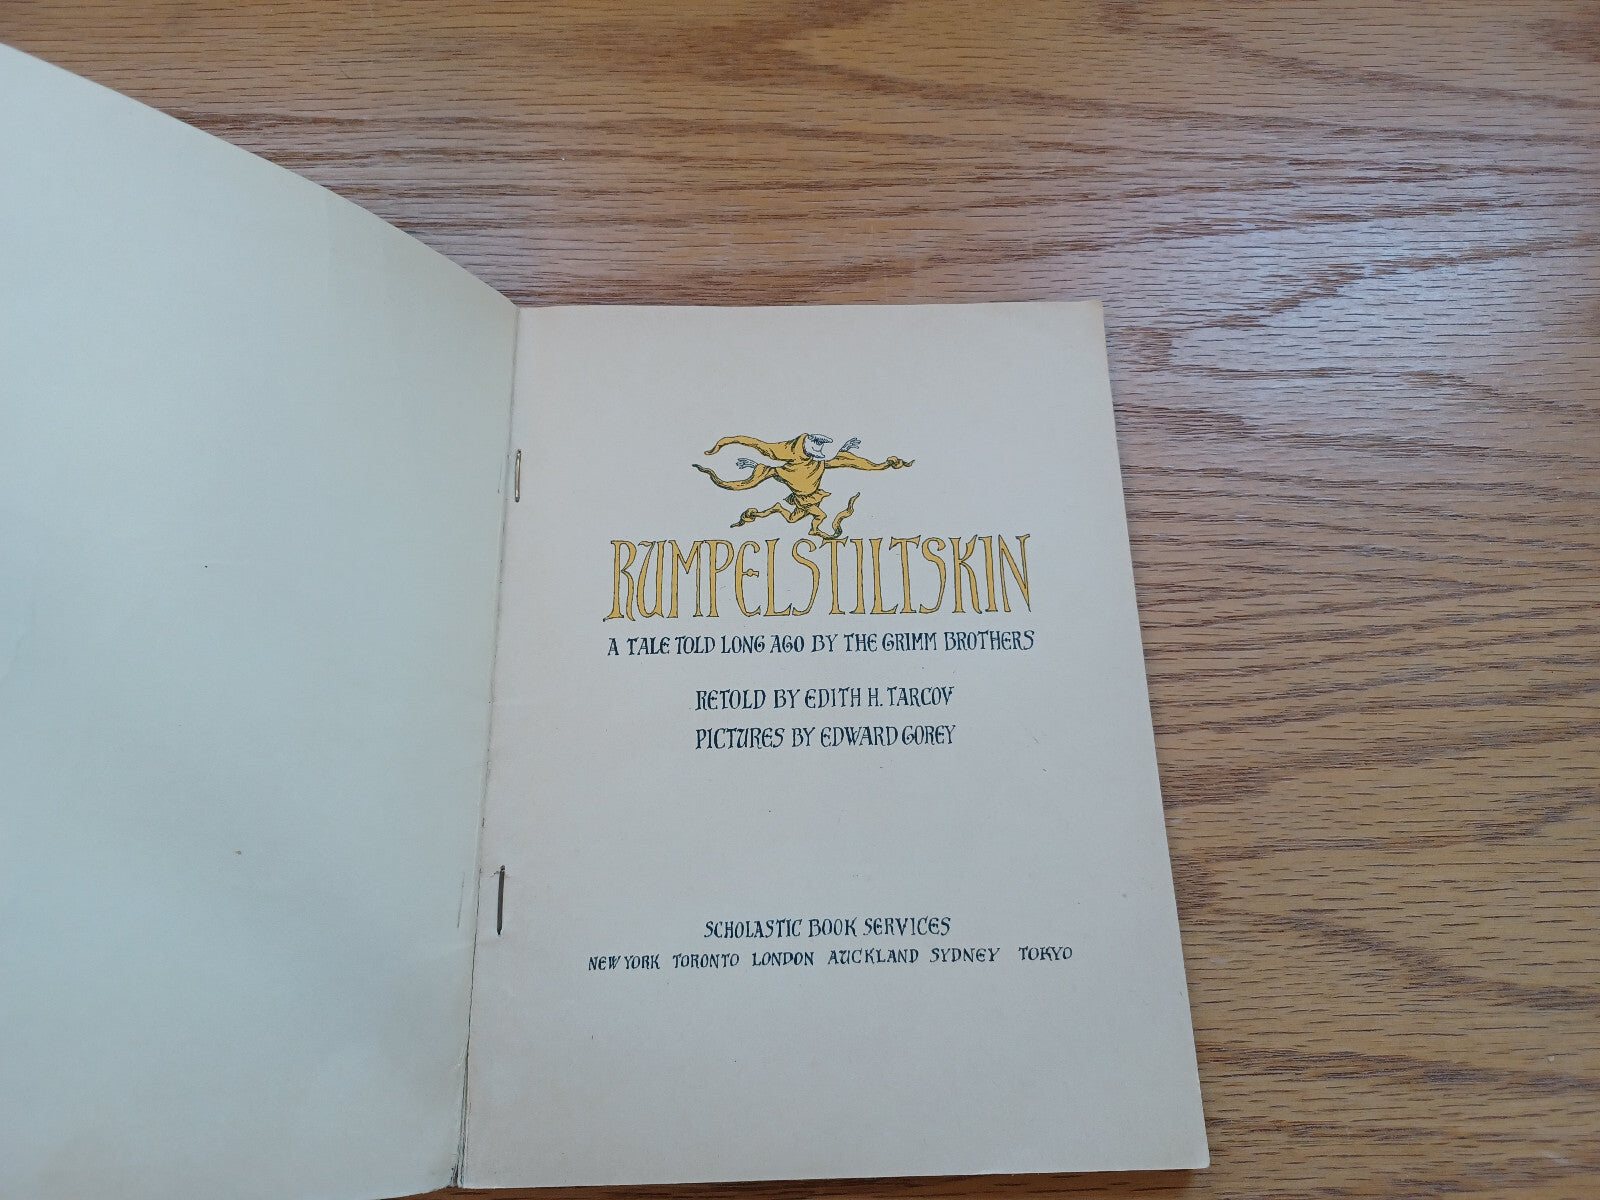 RUMPELSTILTSKIN
A TALE TOLD LONG AGO BY THE GRIMM BROTHERS
RETOLD BY EDITH H. TARCOV
PICTURES BY EDWARD GOREY
SCHOLASTIC BOOK SERVICES
NEW YORK TORONTO LONDON AUCKLAND SYDNEY TOKYO